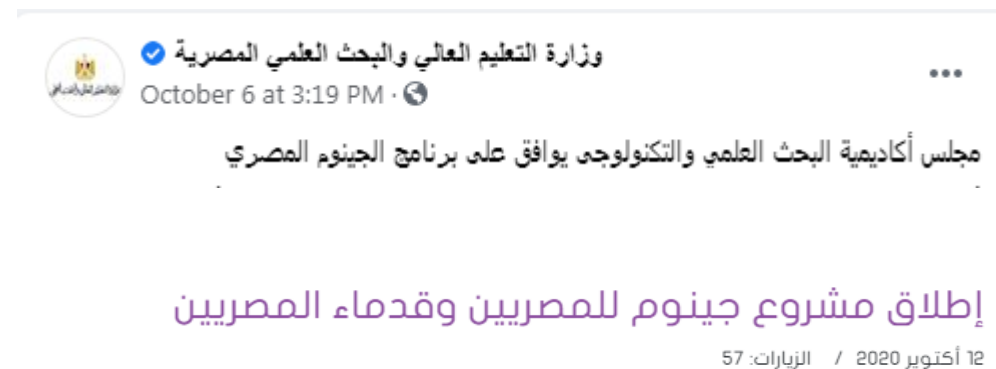 وزارة التعليم العالي والبحث العلمي المصرية
October 6 at 3:19 PM ·
مجلس أكاديمية البحث العلمي والتكنولوجى يوافق على برنامج الجينوم المصري
إطلاق مشروع جينوم للمصريين وقدماء المصريين
12 أكتوبر 2020 / الزيارات: 57